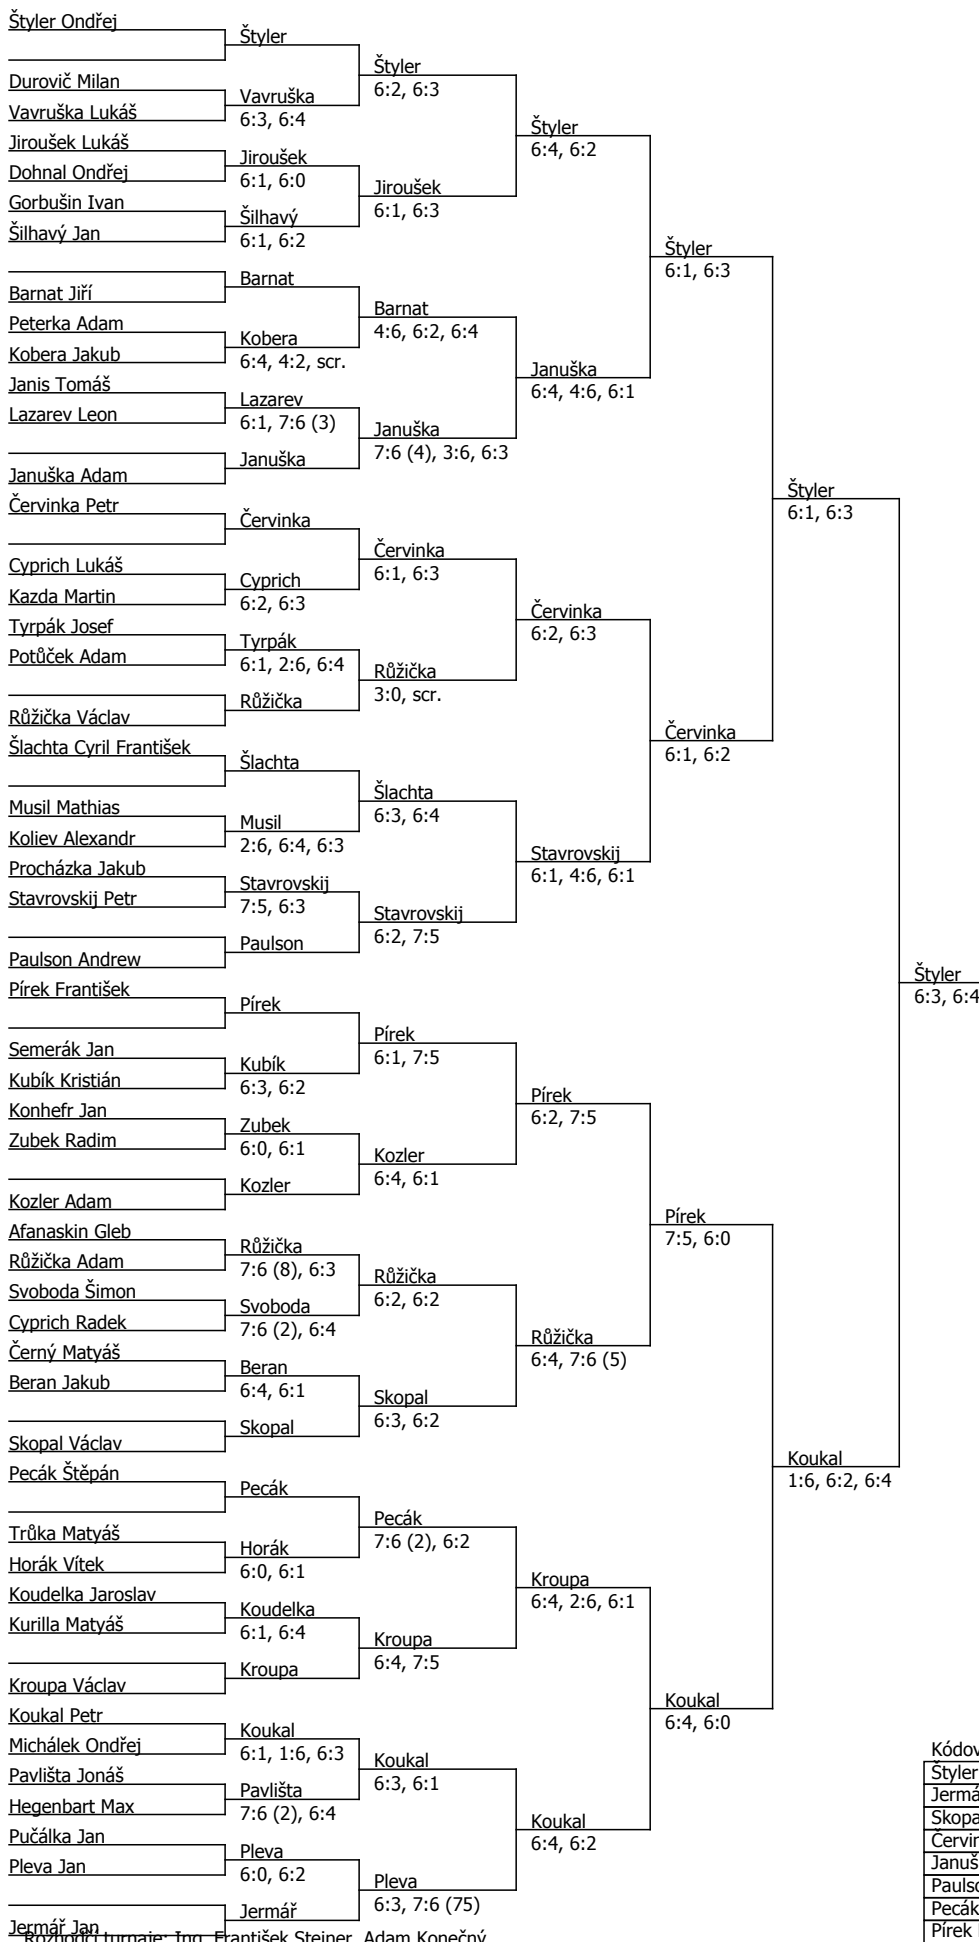 Štyler Ondřej
Štyler
Štyler
6:2, 6:3
Durovič Milan
Vavruška
Vavruška Lukáš
6:3, 6:4
Štyler
6:4, 6:2
Jiroušek Lukáš
Jiroušek
Dohnal Ondřej
6:1, 6:0
Jiroušek
6:1, 6:3
Gorbušin Ivan
Šilhavý
Šilhavý Jan
6:1, 6:2
Štyler
6:1, 6:3
Barnat
Barnat Jiří
Barnat
4:6, 6:2, 6:4
Peterka Adam
Kobera
Kobera Jakub
6:4, 4:2, scr.
Januška
6:4, 4:6, 6:1
Janis Tomáš
Lazarev
Lazarev Leon
6:1, 7:6 (3)
Januška
7:6 (4), 3:6, 6:3
Januška
Januška Adam
Štyler
6:1, 6:3
Červinka Petr
Červinka
Červinka
6:1, 6:3
Cyprich Lukáš
Cyprich
Kazda Martin
6:2, 6:3
Červinka
6:2, 6:3
Tyrpák Josef
Tyrpák
Potůček Adam
6:1, 2:6, 6:4
Růžička
3:0, scr.
Růžička
Růžička Václav
Červinka
6:1, 6:2
Šlachta Cyril František
Šlachta
Šlachta
6:3, 6:4
Musil Mathias
Musil
Koliev Alexandr
2:6, 6:4, 6:3
Stavrovskij
6:1, 4:6, 6:1
Procházka Jakub
Stavrovskij
Stavrovskij Petr
7:5, 6:3
Stavrovskij
6:2, 7:5
Paulson
Paulson Andrew
Štyler
6:3, 6:4
Pírek František
Pírek
Pírek
6:1, 7:5
Semerák Jan
Kubík
Kubík Kristián
6:3, 6:2
Pírek
6:2, 7:5
Konhefr Jan
Zubek
Zubek Radim
6:0, 6:1
Kozler
6:4, 6:1
Kozler
Kozler Adam
Pírek
7:5, 6:0
Afanaskin Gleb
Růžička
Růžička Adam
7:6 (8), 6:3
Růžička
6:2, 6:2
Svoboda Šimon
Svoboda
Cyprich Radek
7:6 (2), 6:4
Růžička
6:4, 7:6 (5)
Černý Matyáš
Beran
Beran Jakub
6:4, 6:1
Skopal
6:3, 6:2
Skopal
Skopal Václav
Koukal
1:6, 6:2, 6:4
Pecák Štěpán
Pecák
Pecák
7:6 (2), 6:2
Trůka Matyáš
Horák
Horák Vítek
6:0, 6:1
Kroupa
6:4, 2:6, 6:1
Koudelka Jaroslav
Koudelka
Kurilla Matyáš
6:1, 6:4
Kroupa
6:4, 7:5
Kroupa
Kroupa Václav
Koukal
6:4, 6:0
Koukal Petr
Koukal
Michálek Ondřej
6:1, 1:6, 6:3
Koukal
6:3, 6:1
Pavlišta Jonáš
Pavlišta
Hegenbart Max
7:6 (2), 6:4
Koukal
6:4, 6:2
Pučálka Jan
Pleva
Pleva Jan
6:0, 6:2
Pleva
6:3, 7:6 (75)
Jermář
Jermář Jan
Rozhodčí turnaje: Ing. František Steiner, Adam Konečný
Kódov
Štyler
Jermá
Skopa
Červin
Januš
Paulso
Pecák
Pírek